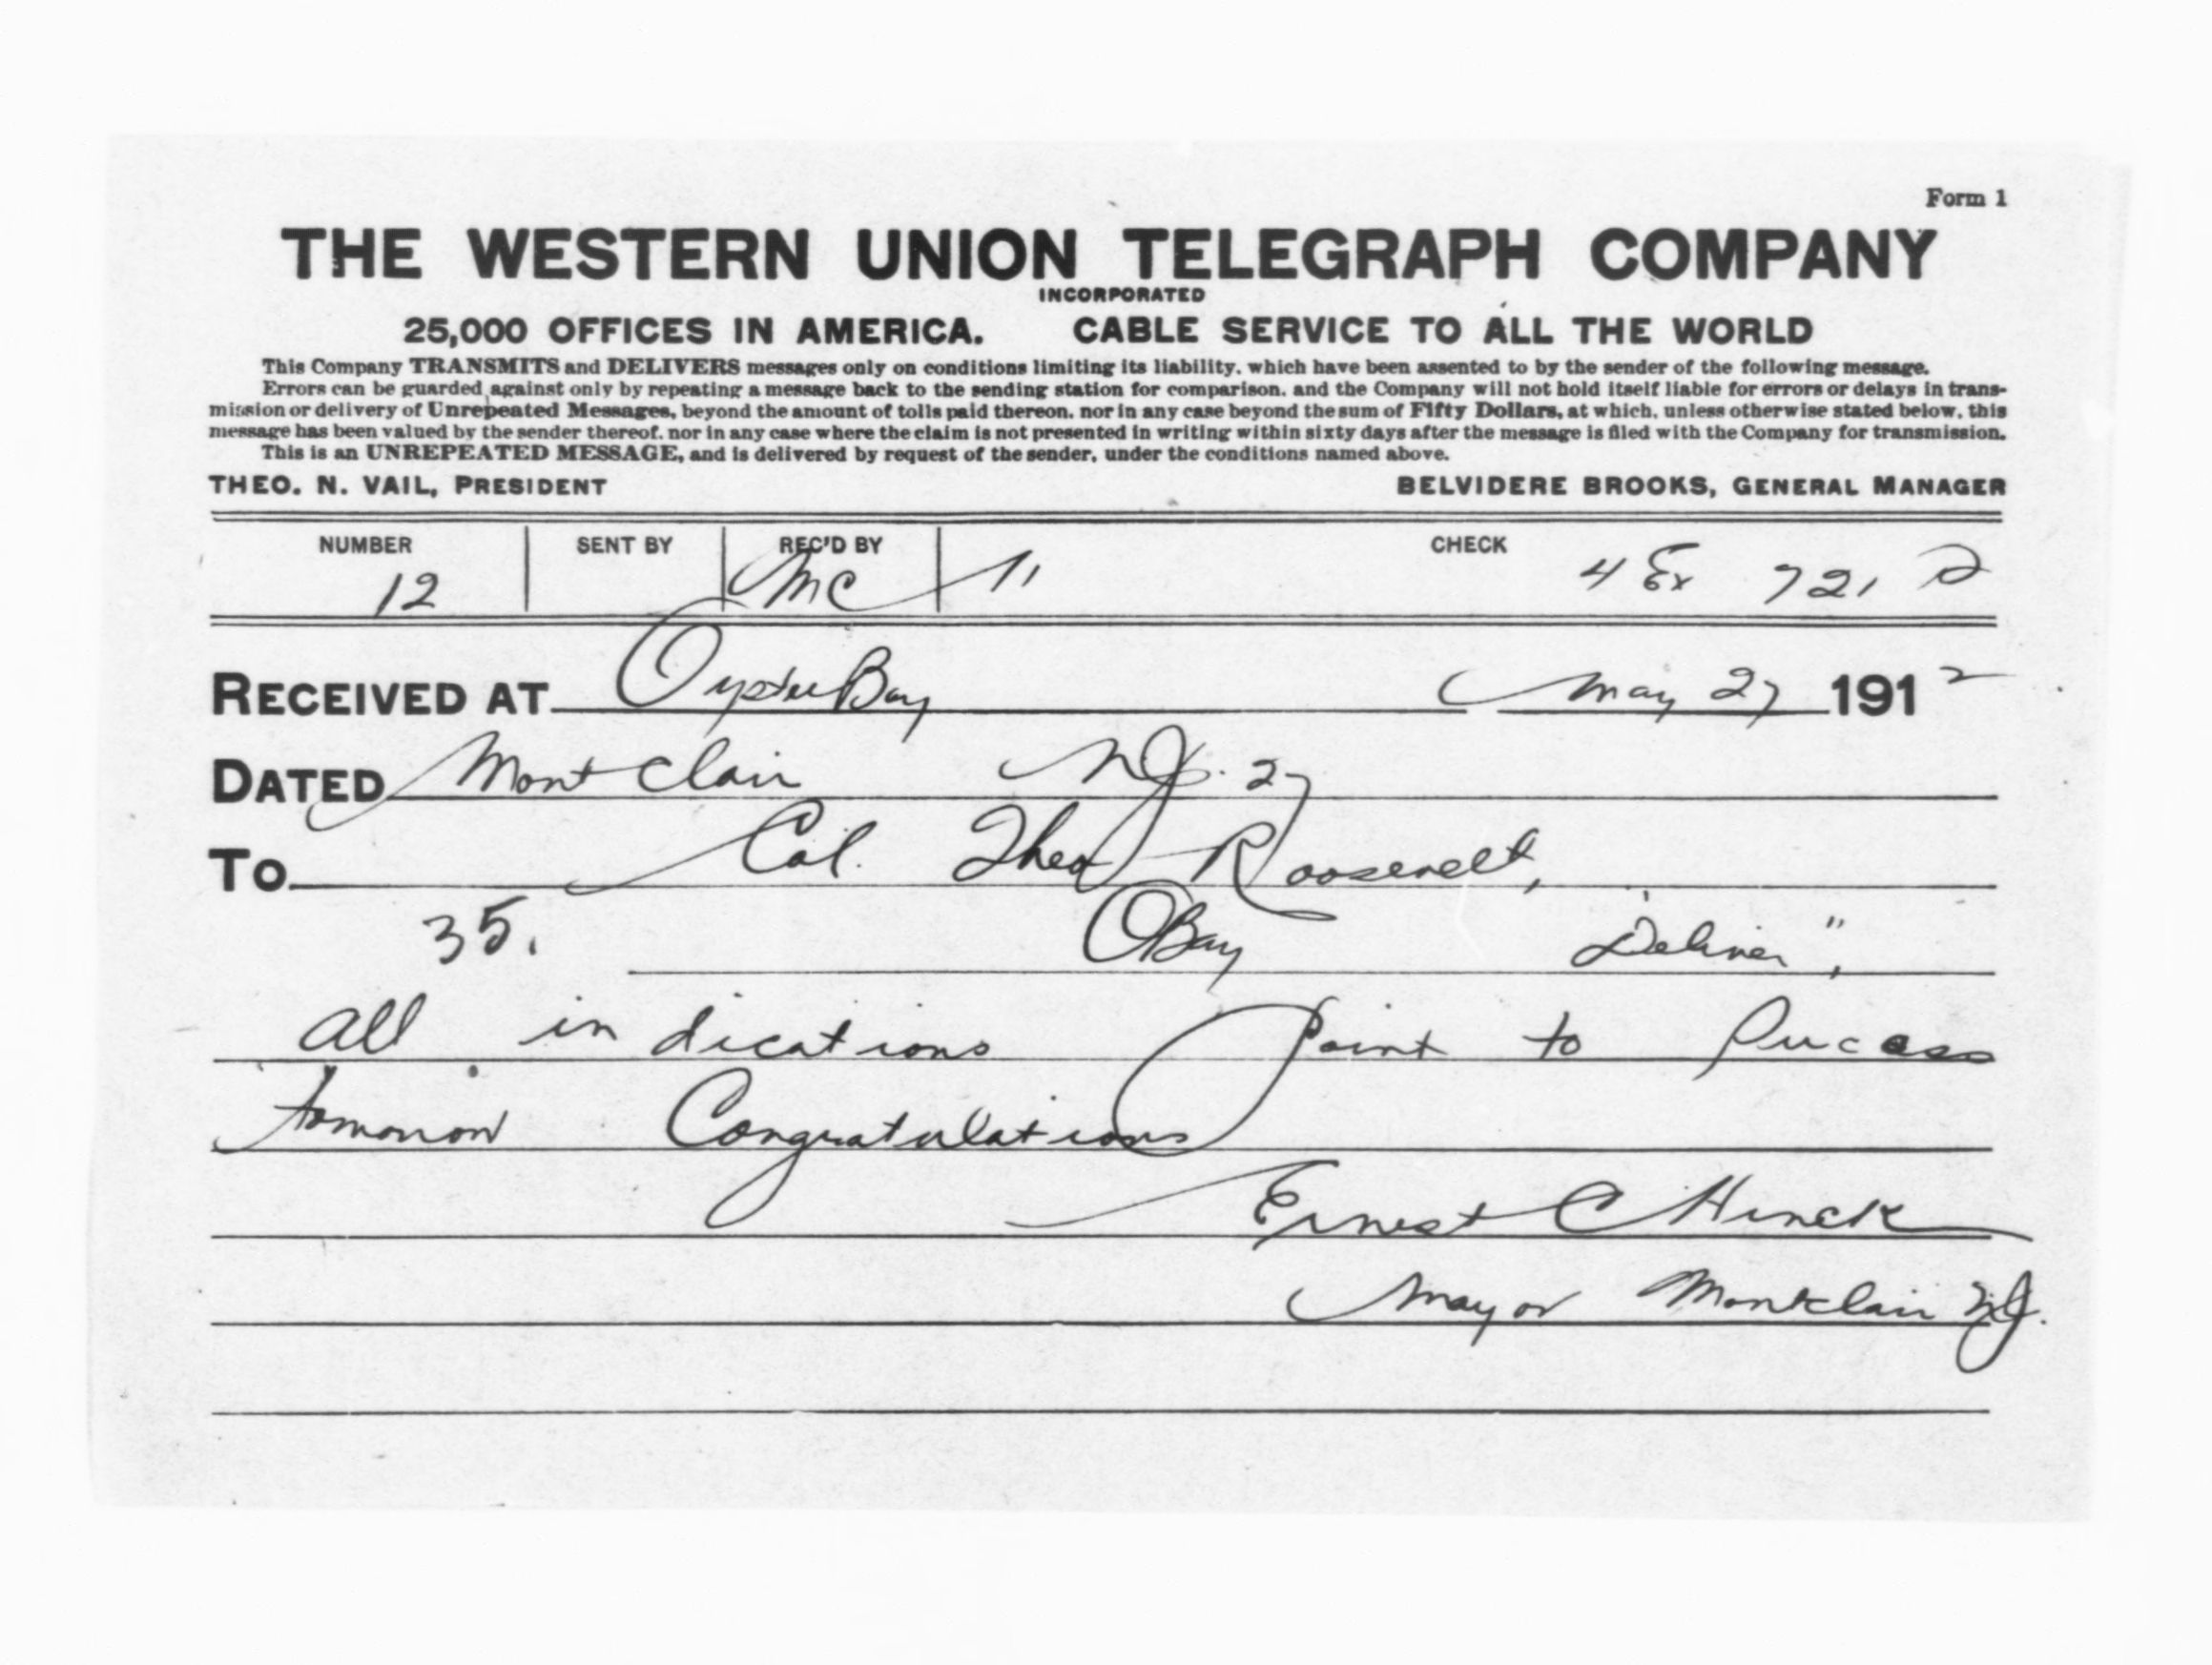 Form 1
THE WESTERN UNION TELEGRAPH COMPANY
INCORPORATED
25,000 OFFICES IN AMERICA. CABLE SERVICE TO ALL THE WORLD
This Company TRANSMITS and DELIVERS messages only on conditions limiting its liability, which have been assented to by the sender of the following message.
Errors can be guarded against only by repeating a message back to the sending station for comparison, and the Company will not hold itself liable for errors or delays in trans-
mission or delivery of Unrepeated Messages, beyond the amount of tolls paid thereon, nor in any case beyond the sum of Fifty Dollars, at which, unless otherwise stated below, this
message has been valued by the sender thereof, nor in any case where the claim is not presented in writing within sixty days after the message is filed with the Company for transmission.
This is an UNREPEATED MESSAGE, and is delivered by request of the sender, under the conditions named above.
THEO. N. VAIL, PRESIDENT BELVIDERE BROOKS, GENERAL MANAGER
NUMBER SENT BY REC'D BY CHECK
12 MC 4 Ex 721
RECEIVED AT Oyster Bay May 27 1912
DATED Montclair NJ. 27
To Col. Theo Roosevelt,
35. OBay "Deliver",
all indications Point to Success
tomorrow Congratulations
Ernest C Hinck
Mayor Montclair NJ.